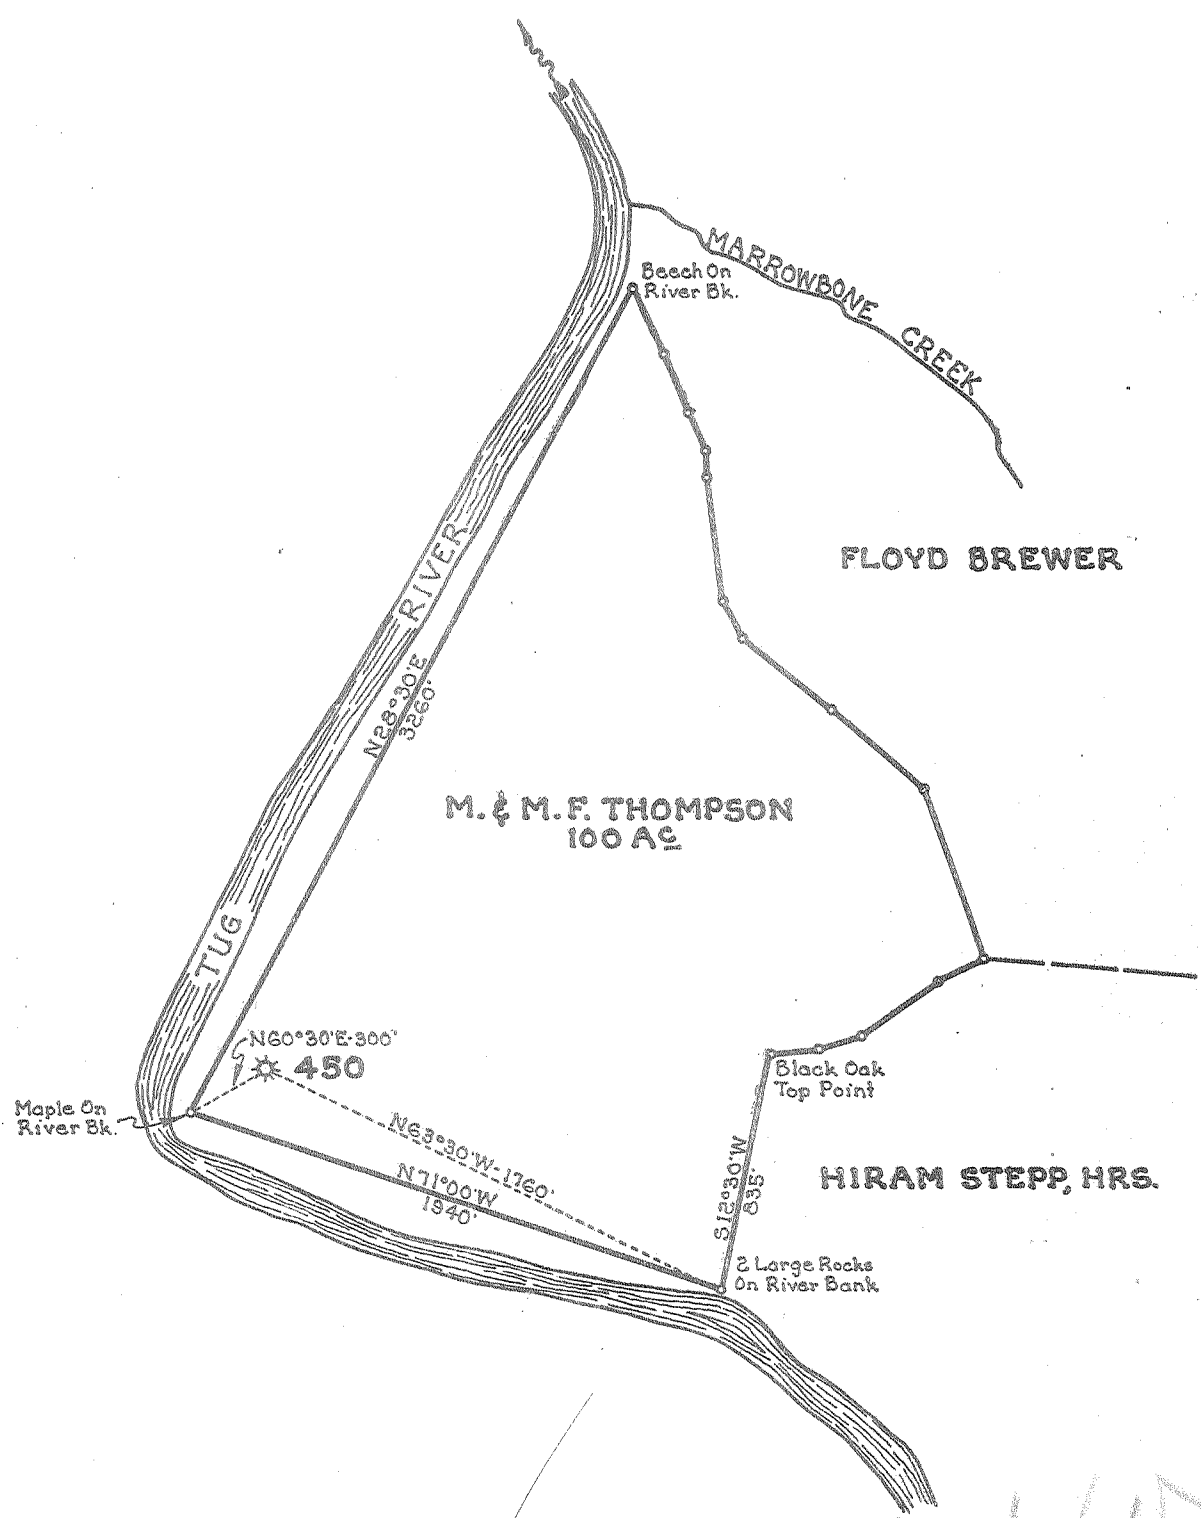 MARROWBONE CREEK
Beech On
River Bk.
FLOYD BREWER
TUG RIVER
N28°30'E
3260'
M. & M. F. THOMPSON
100 Ac
N60°30'E-300'
450
Maple On
River Bk.
Black Oak
Top Point
N63°30'W-1760'
N71°00'W
1940'
S12°30'W
835'
HIRAM STEPP, HRS.
2 Large Rocks
On River Bank